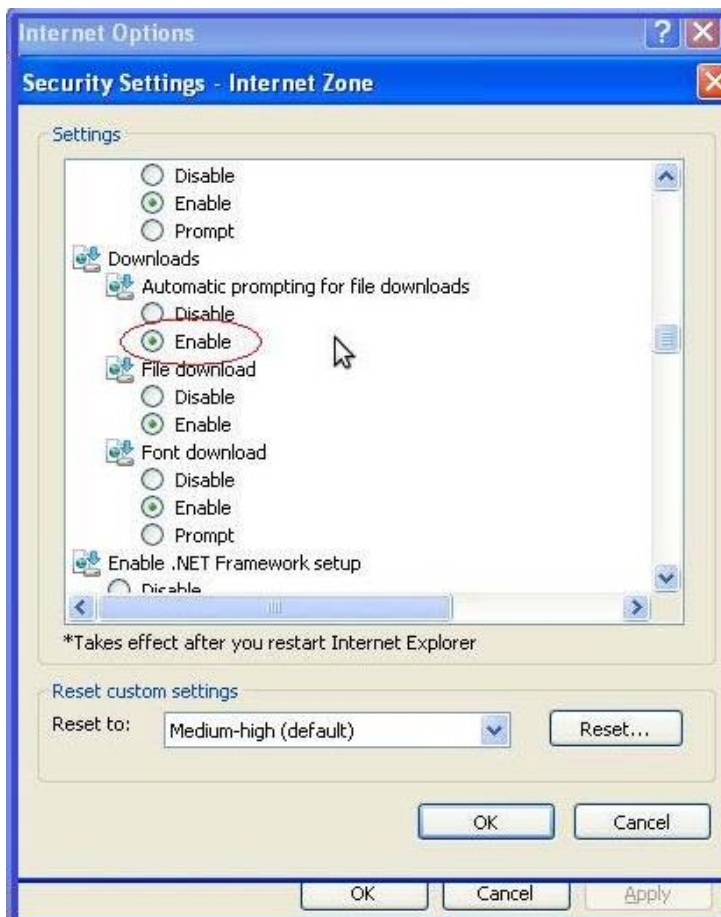 Internet Options
Security Settings - Internet Zone
Settings
Disable
Enable
Prompt
Downloads
Automatic prompting for file downloads
Disable
Enable
File download
Disable
Enable
Font download
Disable
Enable
Prompt
Enable .NET Framework setup
Disable
*Takes effect after you restart Internet Explorer
Reset custom settings
Reset to: Medium-high (default) Reset...
OK Cancel
OK Cancel Apply